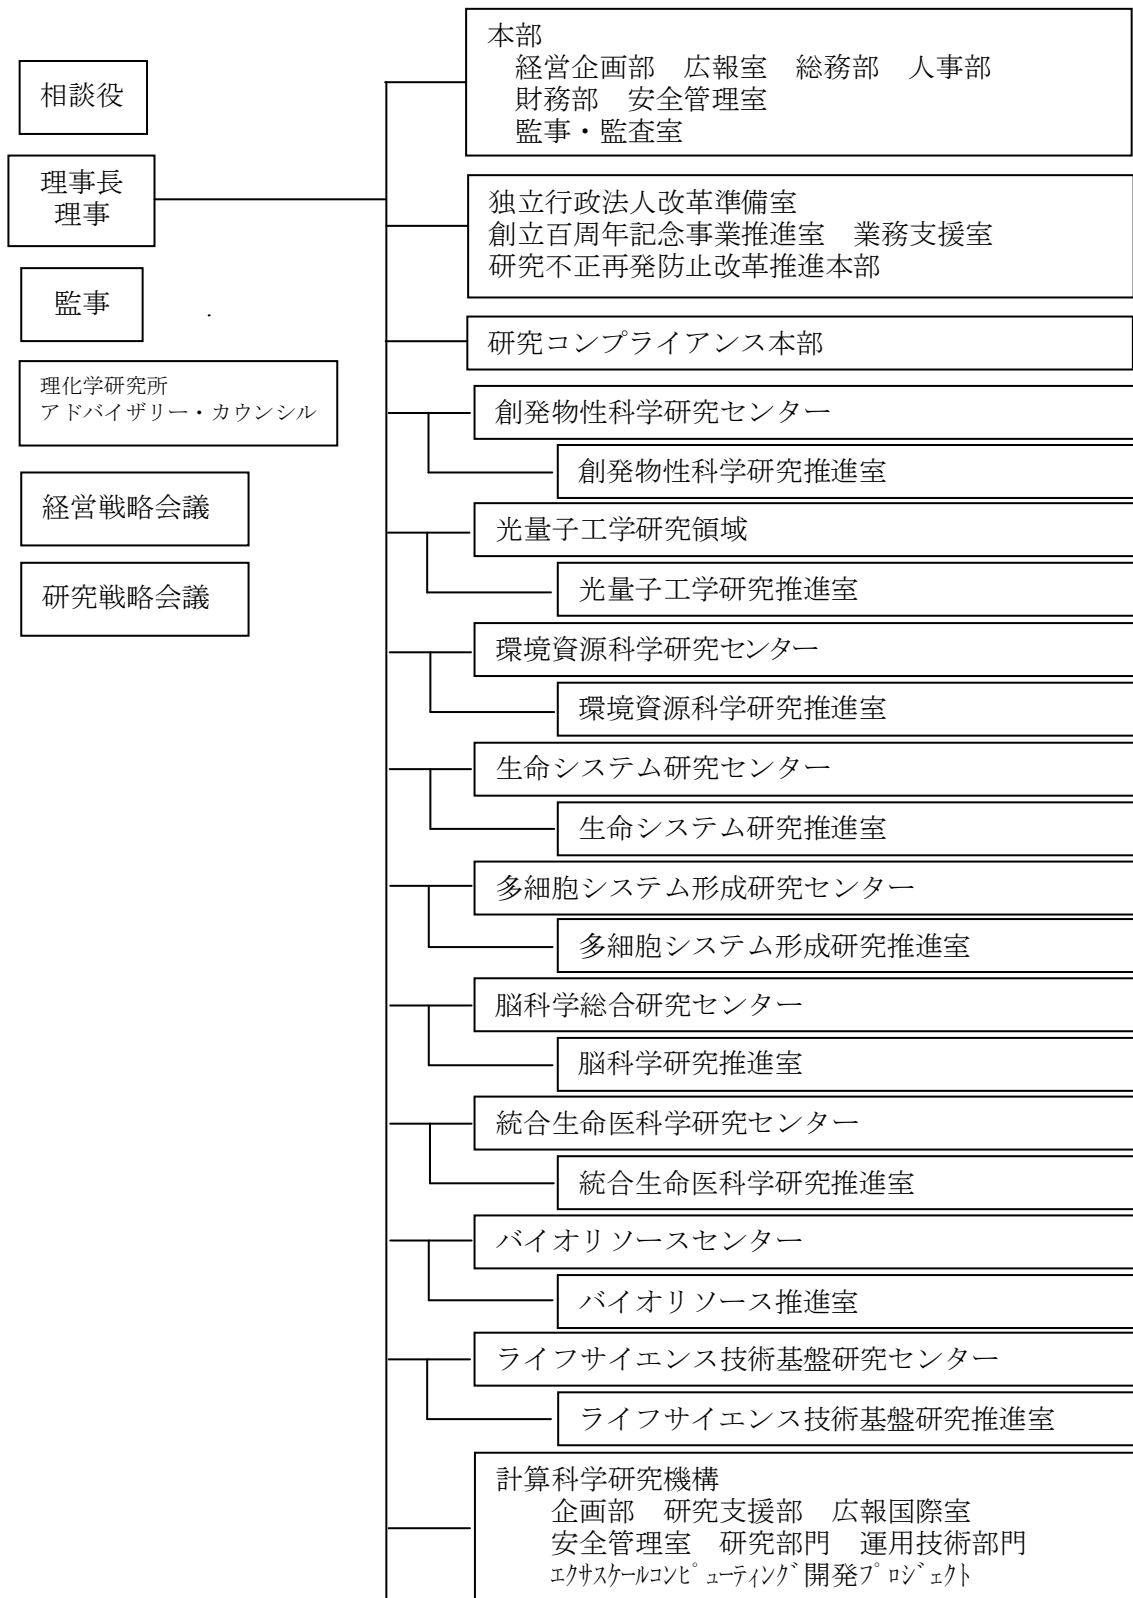 相談役
理事長
理事
監事
理化学研究所
アドバイザリー・カウンシル
経営戦略会議
研究戦略会議
本部
経営企画部 広報室 総務部 人事部
財務部 安全管理室
監事・監査室
独立行政法人改革準備室
創立百周年記念事業推進室 業務支援室
研究不正再発防止改革推進本部
研究コンプライアンス本部
創発物性科学研究センター
創発物性科学研究推進室
光量子工学研究領域
光量子工学研究推進室
環境資源科学研究センター
環境資源科学研究推進室
生命システム研究センター
生命システム研究推進室
多細胞システム形成研究センター
多細胞システム形成研究推進室
脳科学総合研究センター
脳科学研究推進室
統合生命医科学研究センター
統合生命医科学研究推進室
バイオリソースセンター
バイオリソース推進室
ライフサイエンス技術基盤研究センター
ライフサイエンス技術基盤研究推進室
計算科学研究機構
企画部 研究支援部 広報国際室
安全管理室 研究部門 運用技術部門
エクサスケールコンピューティング開発プロジェクト